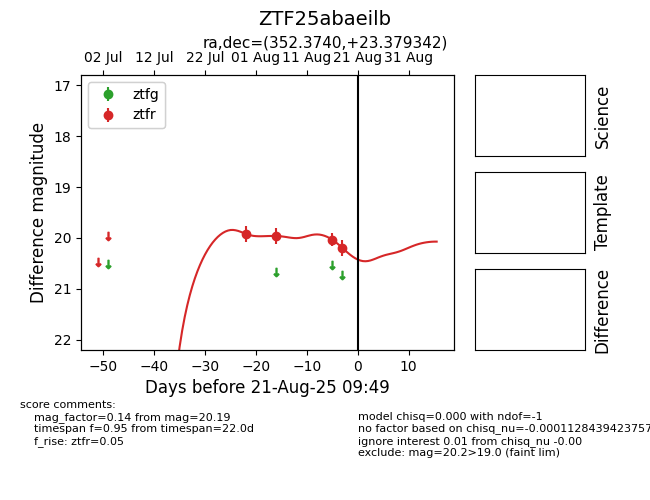 ZTF25abaeilb
ra,dec=(352.3740,+23.379342)
02 Jul 12 Jul 22 Jul 01 Aug 11 Aug 21 Aug 31 Aug
ztfg
ztfr
17
18
19
20
21
22
Difference magnitude
−50 −40 −30 −20 −10 0 10
Days before 21-Aug-25 09:49
Science
Template
Difference
score comments:
mag_factor=0.14 from mag=20.19
timespan f=0.95 from timespan=22.0d
f_rise: ztfr=0.05
model chisq=0.000 with ndof=-1
no factor based on chisq_nu=-0.0001128439423757
ignore interest 0.01 from chisq_nu -0.00
exclude: mag=20.2>19.0 (faint lim)